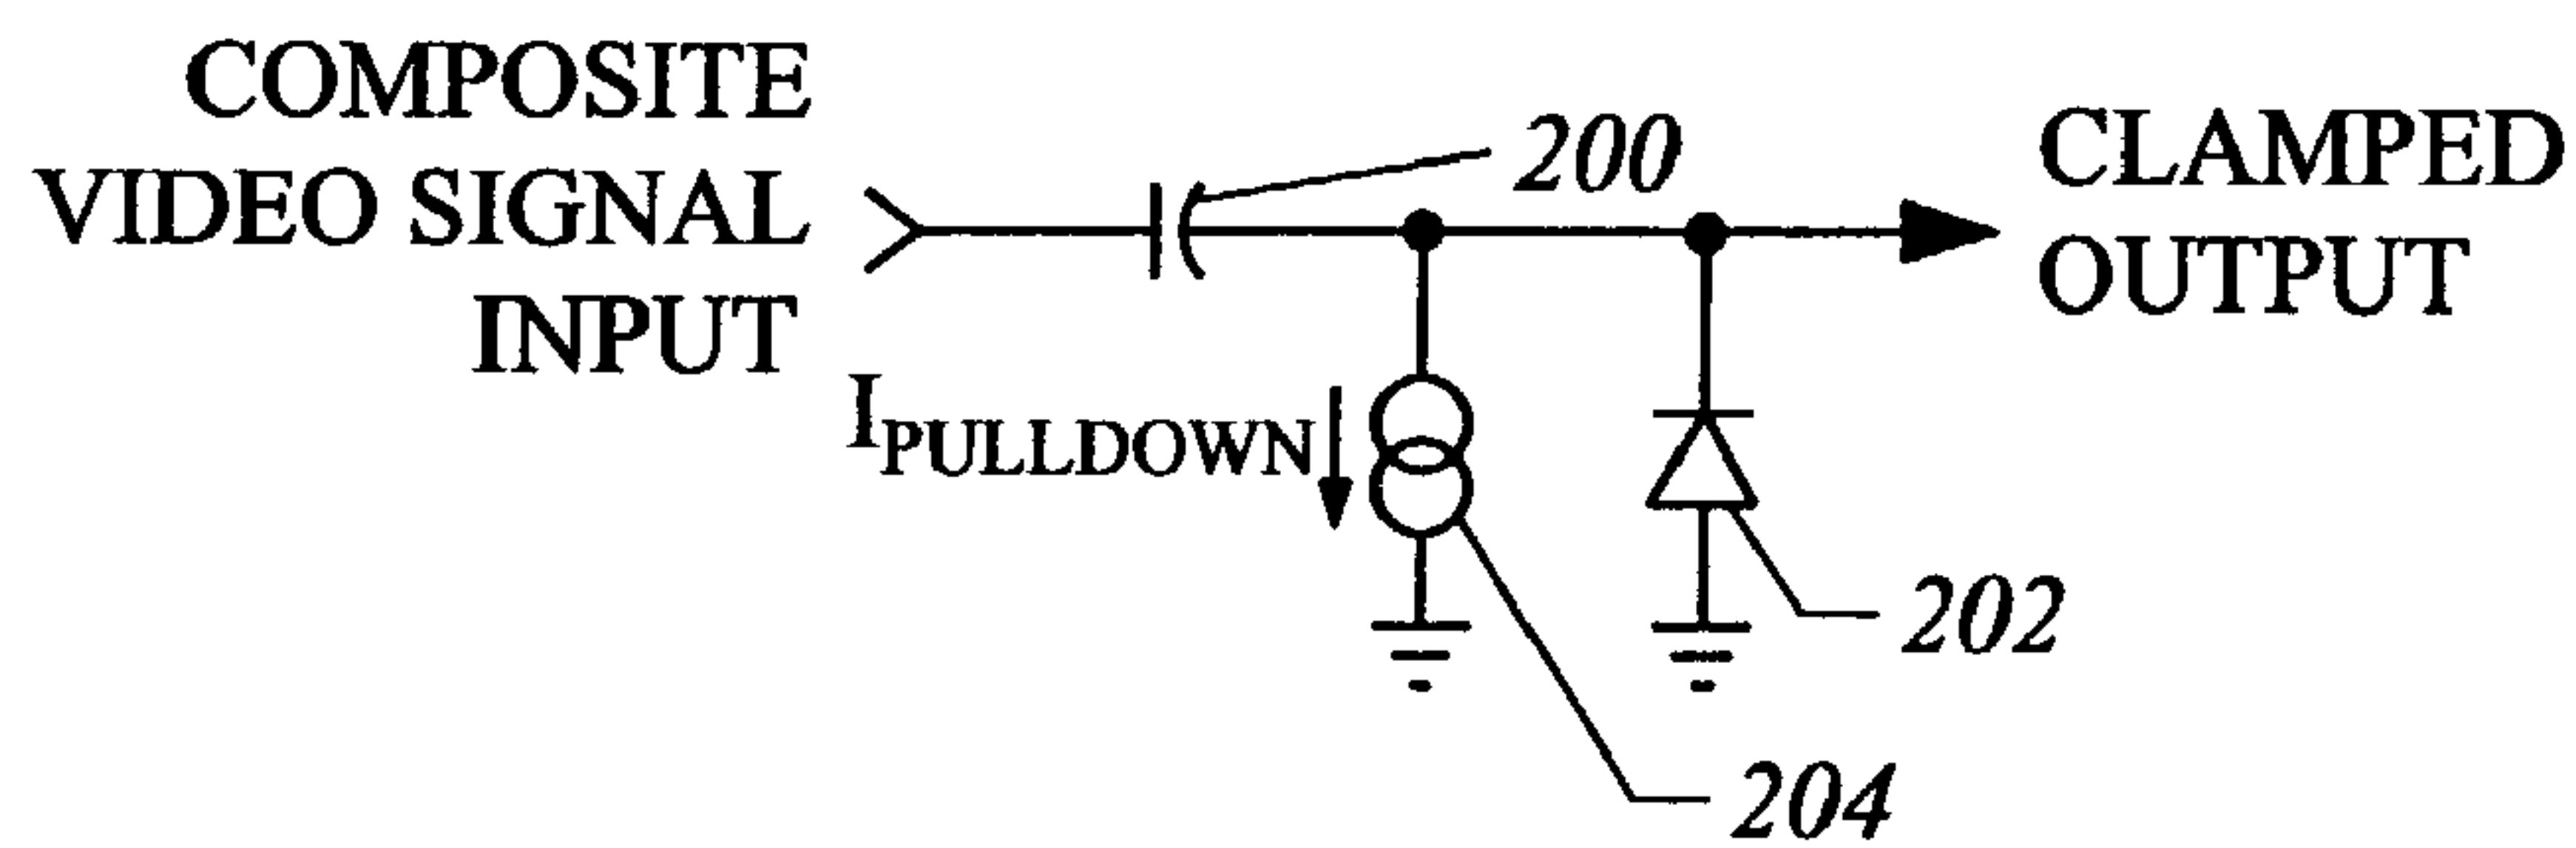 COMPOSITE
VIDEO SIGNAL
INPUT
200
CLAMPED
OUTPUT
IPULLDOWN
202
204